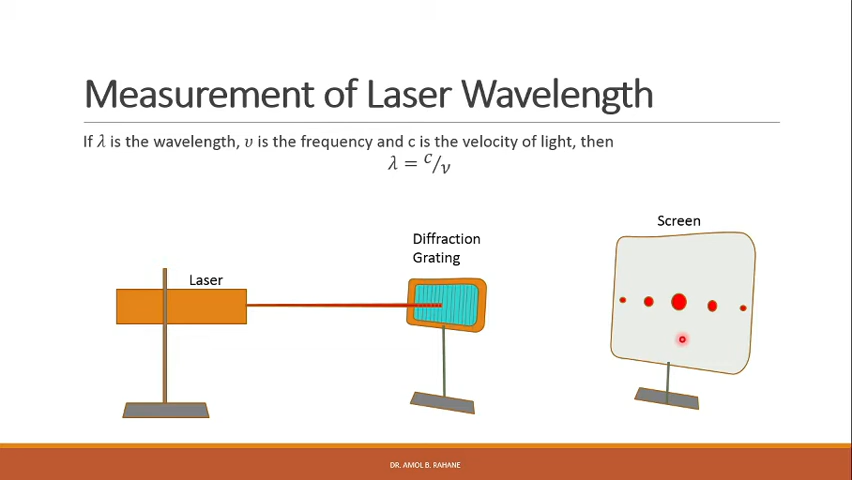 Measurement of Laser Wavelength
If λ is the wavelength, υ is the frequency and c is the velocity of light, then
λ = c/ν
Screen
Diffraction
Grating
Laser
DR. AMOL B. RAHANE